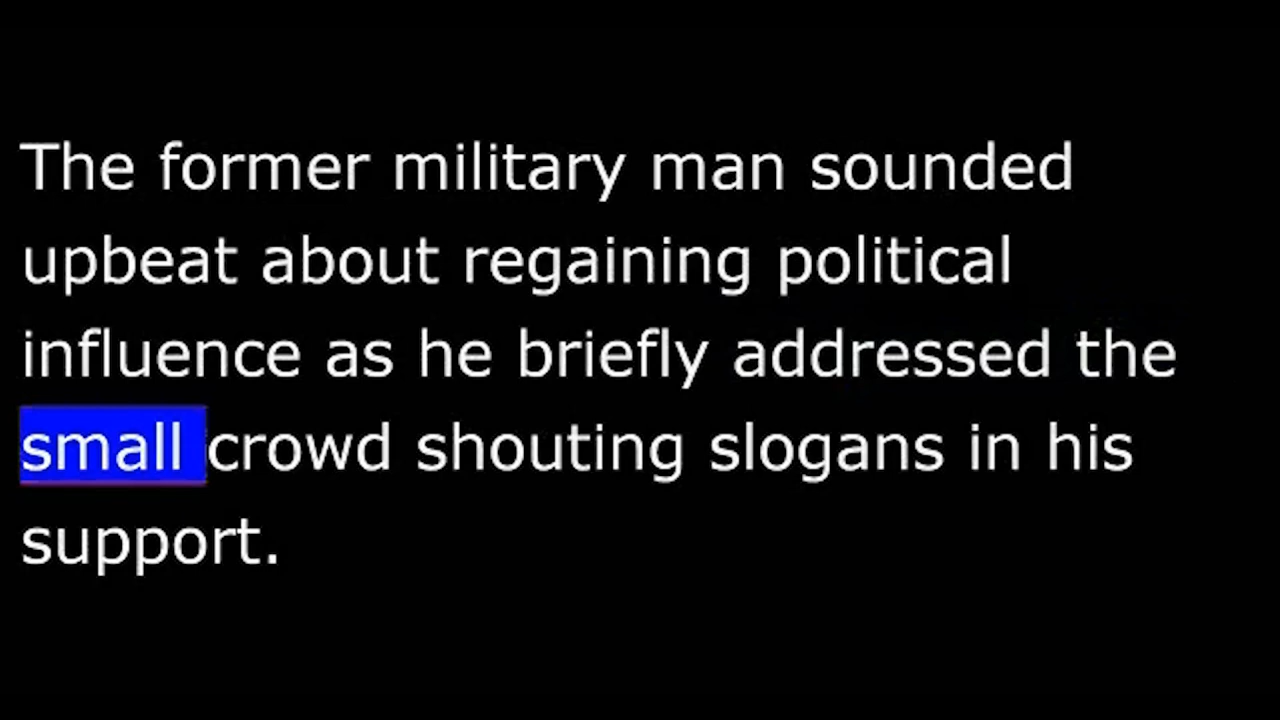 The former military man sounded
upbeat about regaining political
influence as he briefly addressed the
small crowd shouting slogans in his
support.